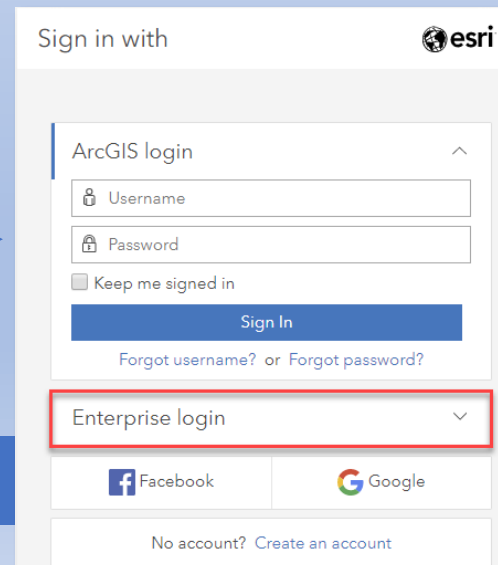 Sign in with esri
ArcGIS login
Username
Password
Keep me signed in
Sign In
Forgot username? or Forgot password?
Enterprise login
Facebook Google
No account? Create an account